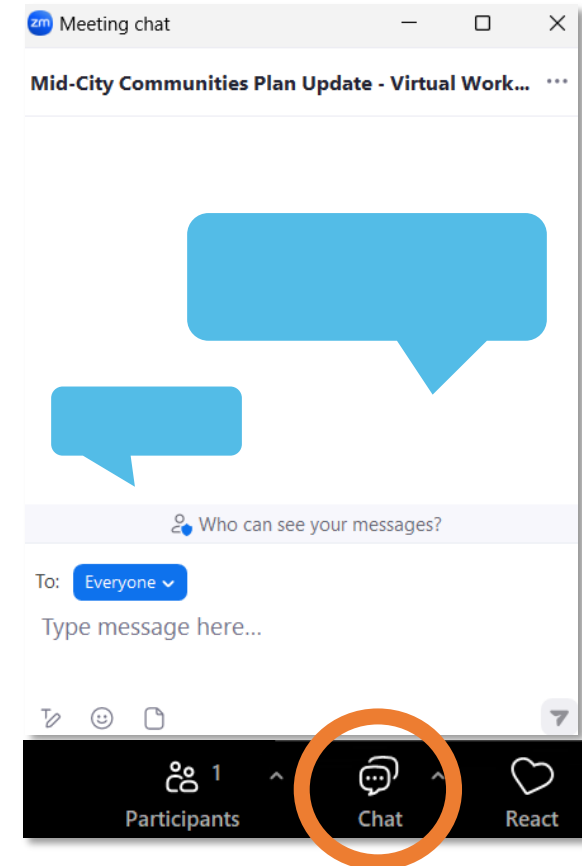 zm Meeting chat
Mid-City Communities Plan Update - Virtual Work...
Who can see your messages?
To: Everyone
Type message here...
1
Participants
Chat
React